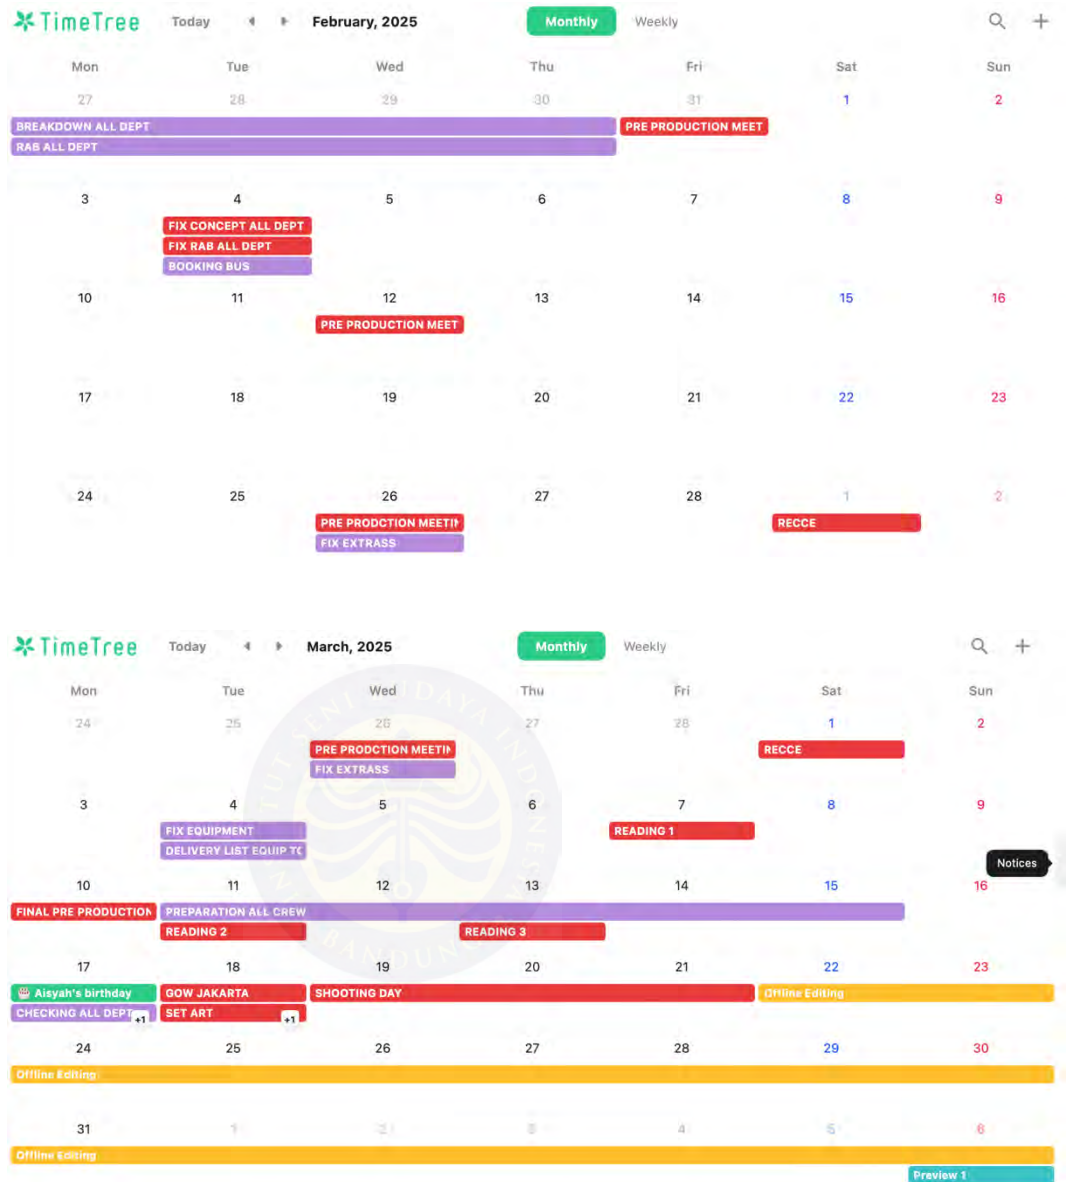 TimeTree Today February, 2025 Monthly Weekly
Mon Tue Wed Thu Fri Sat Sun
27 28 29 30 31 1 2
BREAKDOWN ALL DEPT PRE PRODUCTION MEET
RAB ALL DEPT
3 4 5 6 7 8 9
FIX CONCEPT ALL DEPT
FIX RAB ALL DEPT
BOOKING BUS
10 11 12 13 14 15 16
PRE PRODUCTION MEET
17 18 19 20 21 22 23
24 25 26 27 28 1 2
PRE PRODCTION MEETIN RECCE
FIX EXTRASS
TimeTree Today March, 2025 Monthly Weekly
Mon Tue Wed Thu Fri Sat Sun
24 25 26 27 28 1 2
PRE PRODCTION MEETIN RECCE
FIX EXTRASS
3 4 5 6 7 8 9
FIX EQUIPMENT READING 1
DELIVERY LIST EQUIP TO
Notices
10 11 12 13 14 15 16
FINAL PRE PRODUCTION PREPARATION ALL CREW
READING 2 READING 3
17 18 19 20 21 22 23
Aisyah's birthday GOW JAKARTA SHOOTING DAY Offline Editing
CHECKING ALL DEPT +1 SET ART +1
24 25 26 27 28 29 30
Offline Editing
31 1 2 3 4 5 6
Offline Editing
Preview 1
INSTITUT SENI BUDAYA INDONESIA
BANDUNG